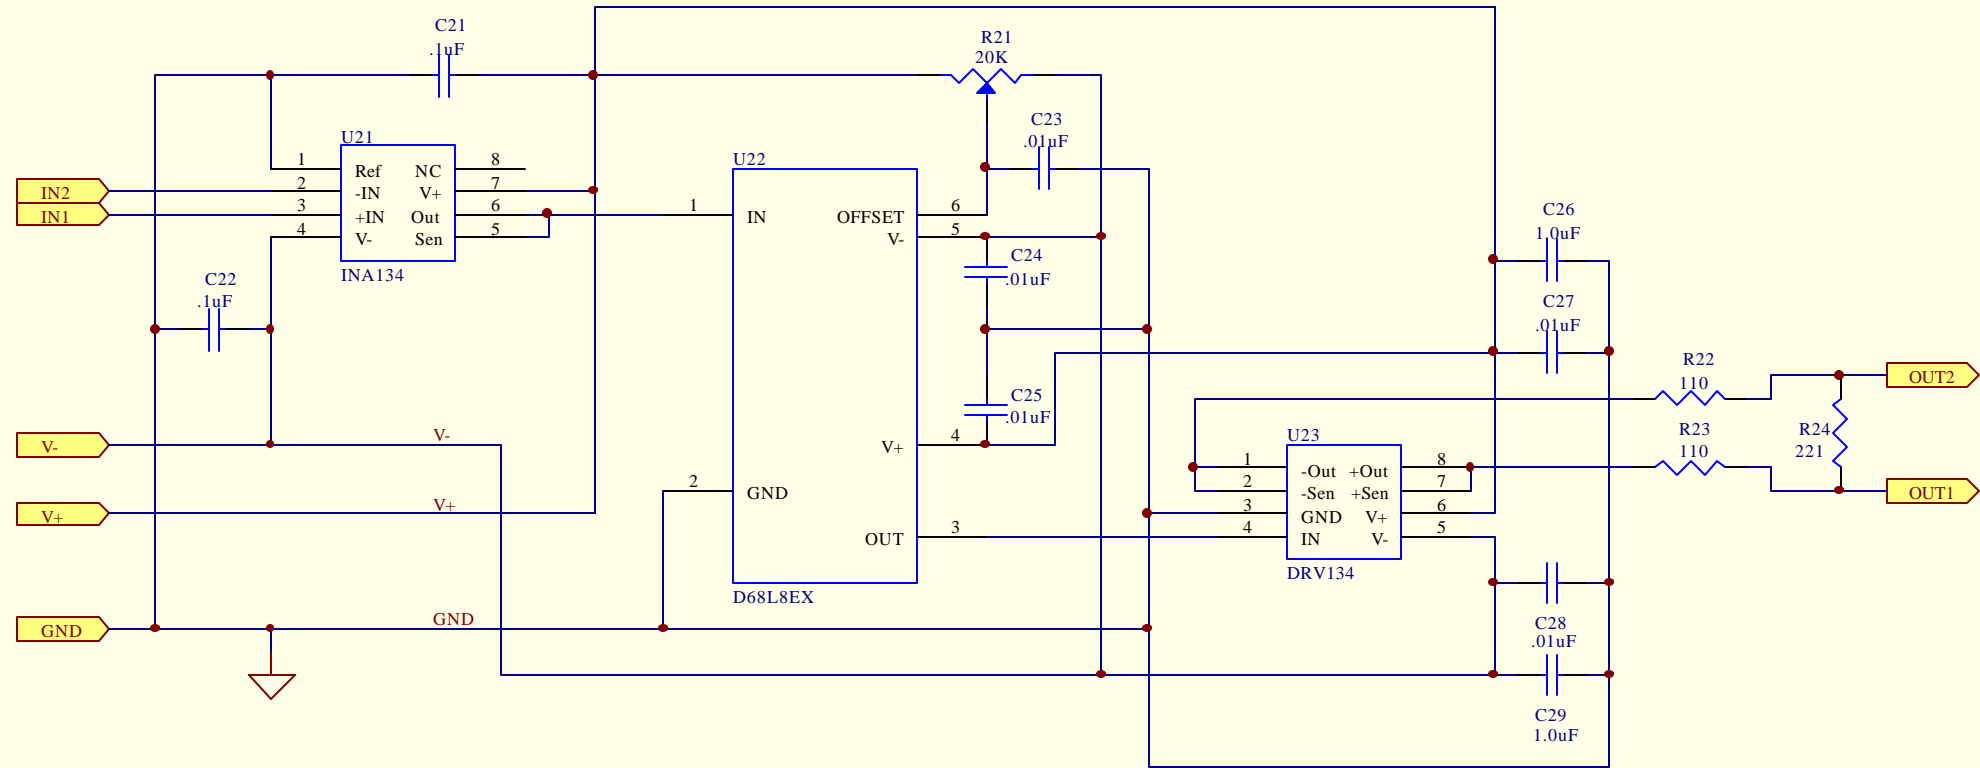 C21
.1uF
R21
20K
C23
.01uF
U21
1
2
3
4
Ref
-IN
+IN
V-
NC
V+
Out
Sen
8
7
6
5
INA134
IN2
IN1
C22
.1uF
U22
1
IN
OFFSET
V-
6
5
C24
.01uF
C25
.01uF
V+
4
2
GND
OUT
3
D68L8EX
C26
1.0uF
C27
.01uF
R22
110
R23
110
R24
221
OUT2
OUT1
U23
1
2
3
4
-Out
-Sen
GND
IN
+Out
+Sen
V+
V-
8
7
6
5
DRV134
C28
.01uF
C29
1.0uF
V-
V-
V+
V+
GND
GND